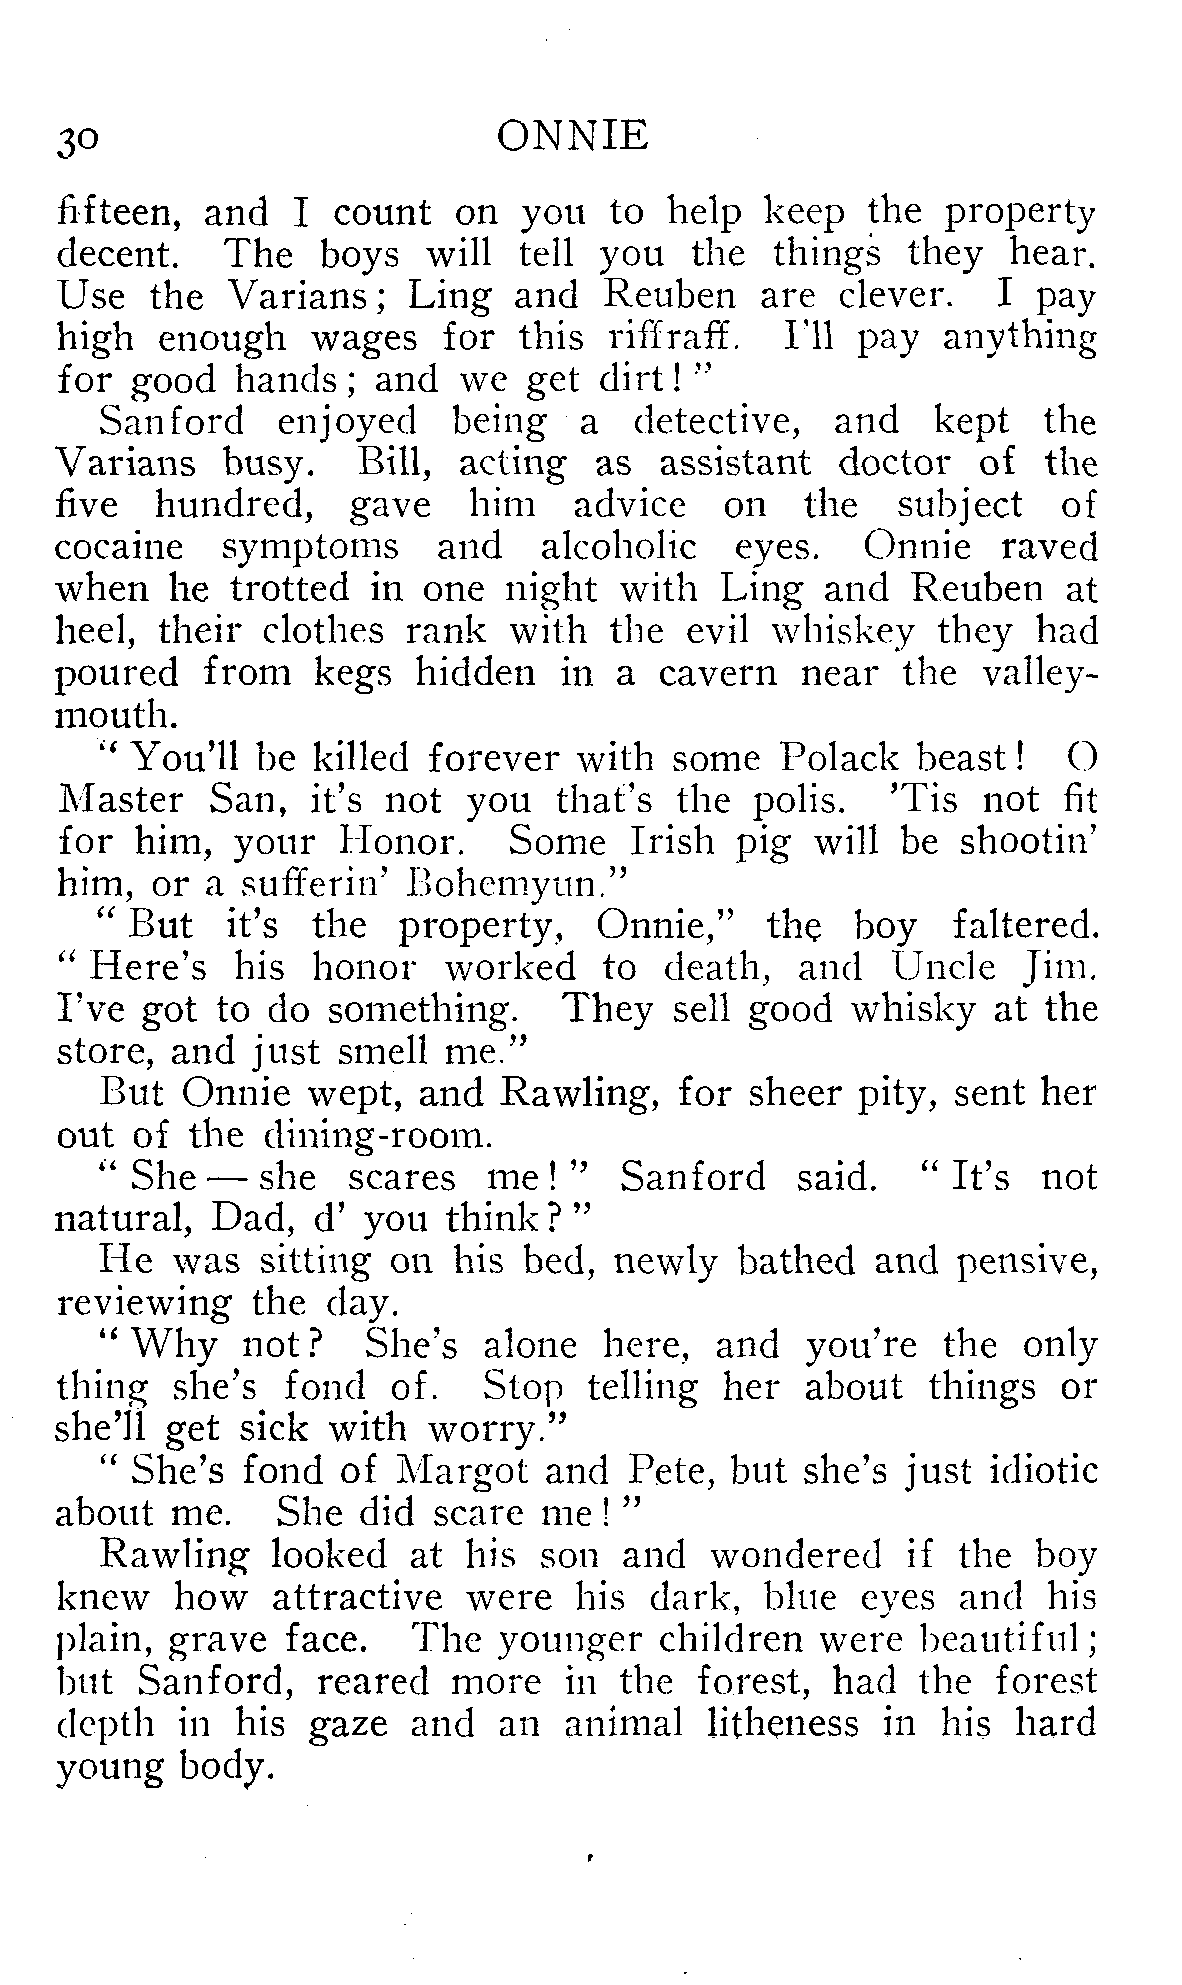 30 ONNIE
fifteen, and I count on you to help keep the property
decent. The boys will tell you the things they hear.
Use the Varians; Ling and Reuben are clever. I pay
high enough wages for this riffraff. I'll pay anything
for good hands; and we get dirt!"
Sanford enjoyed being a detective, and kept the
Varians busy. Bill, acting as assistant doctor of the
five hundred, gave him advice on the subject of
cocaine symptoms and alcoholic eyes. Onnie raved
when he trotted in one night with Ling and Reuben at
heel, their clothes rank with the evil whiskey they had
poured from kegs hidden in a cavern near the valley-
mouth.
"You'll be killed forever with some Polack beast! O
Master San, it's not you that's the polis. 'Tis not fit
for him, your Honor. Some Irish pig will be shootin'
him, or a sufferin' Bohemyun."
"But it's the property, Onnie," the boy faltered.
"Here's his honor worked to death, and Uncle Jim.
I've got to do something. They sell good whisky at the
store, and just smell me."
But Onnie wept, and Rawling, for sheer pity, sent her
out of the dining-room.
"She — she scares me!" Sanford said. "It's not
natural, Dad, d' you think?"
He was sitting on his bed, newly bathed and pensive,
reviewing the day.
"Why not? She's alone here, and you're the only
thing she's fond of. Stop telling her about things or
she'll get sick with worry."
"She's fond of Margot and Pete, but she's just idiotic
about me. She did scare me!"
Rawling looked at his son and wondered if the boy
knew how attractive were his dark, blue eyes and his
plain, grave face. The younger children were beautiful;
but Sanford, reared more in the forest, had the forest
depth in his gaze and an animal litheness in his hard
young body.